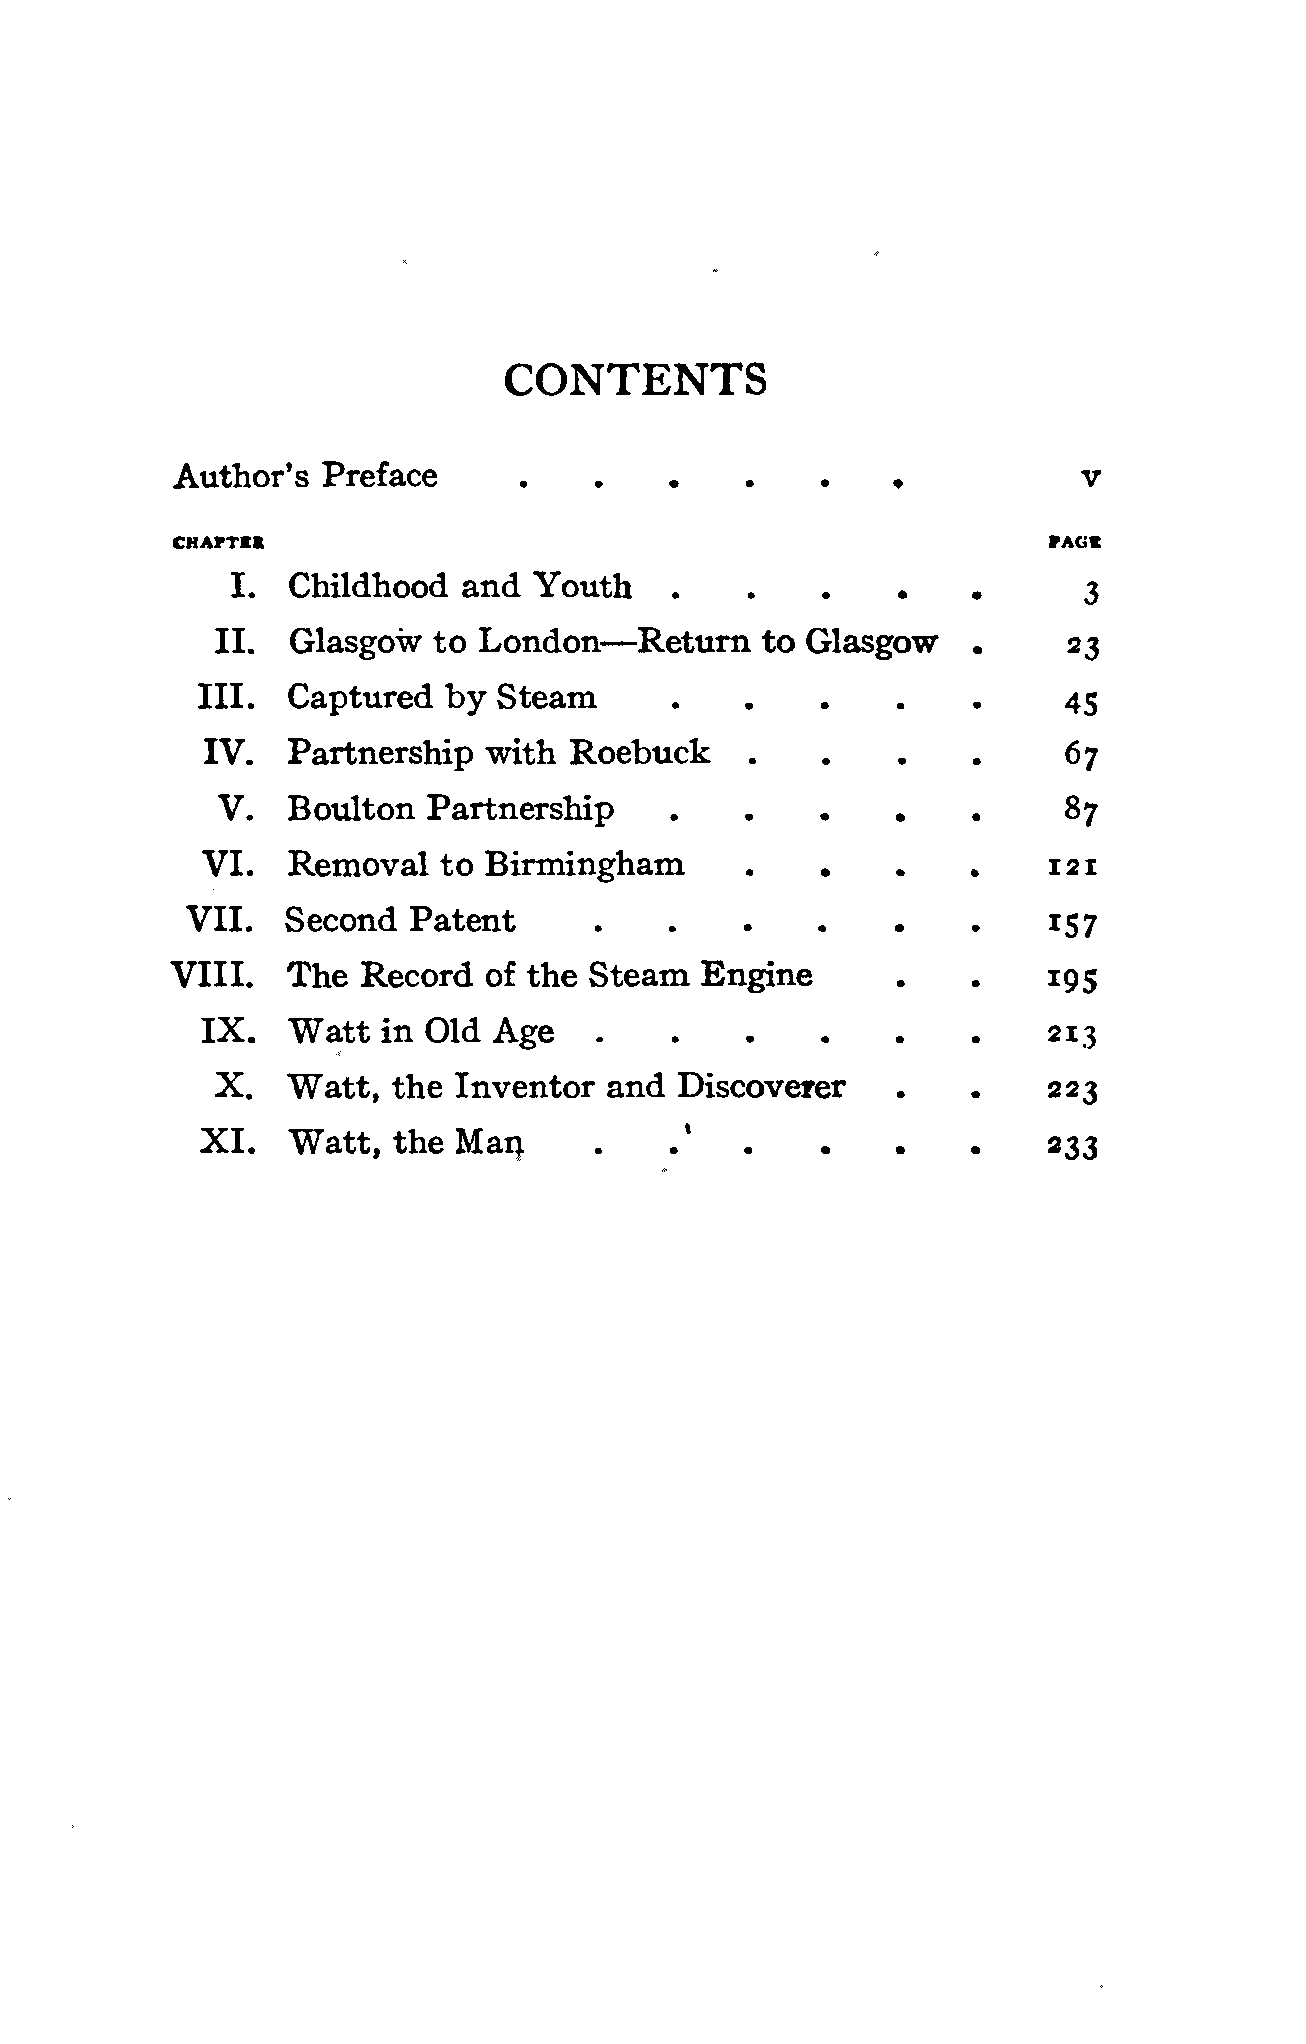 CONTENTS
Author's Preface . . . . . . v
CHAPTER PAGE
I. Childhood and Youth . . . . . 3
II. Glasgow to London—Return to Glasgow . 23
III. Captured by Steam . . . . . 45
IV. Partnership with Roebuck . . . . 67
V. Boulton Partnership . . . . . 87
VI. Removal to Birmingham . . . . 121
VII. Second Patent . . . . . . 157
VIII. The Record of the Steam Engine . . 195
IX. Watt in Old Age . . . . . . 213
X. Watt, the Inventor and Discoverer . . 223
XI. Watt, the Man . . . . . . 233